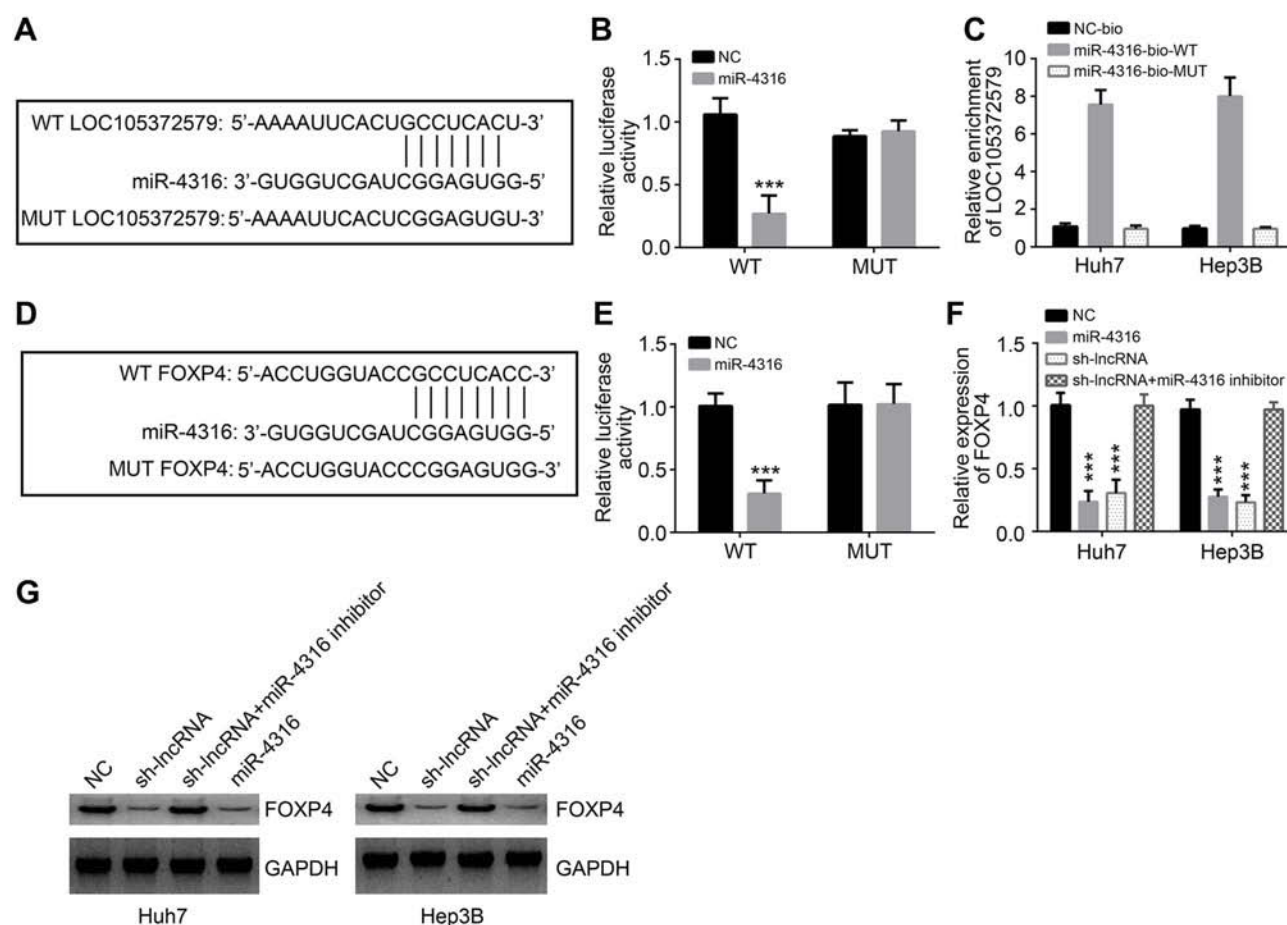 A
WT LOC105372579: 5’-AAAAUUCACUGCCUCACU-3’
miR-4316: 3’-GUGGUCGAUCGGAGUGG-5’
MUT LOC105372579: 5’-AAAAUUCACUCGGAGUGU-3’
B
NC
miR-4316
Relative luciferase
activity
1.5
1.0
0.5
0.0
***
WT
MUT
C
NC-bio
miR-4316-bio-WT
miR-4316-bio-MUT
Relative enrichment
of LOC105372579
10
8
6
4
2
0
Huh7
Hep3B
D
WT FOXP4: 5’-ACCUGGUACCGCCUCACC-3’
miR-4316: 3’-GUGGUCGAUCGGAGUGG-5’
MUT FOXP4: 5’-ACCUGGUACCCGGAGUGG-3’
E
NC
miR-4316
Relative luciferase
activity
1.5
1.0
0.5
0.0
***
WT
MUT
F
NC
miR-4316
sh-lncRNA
sh-lncRNA+miR-4316 inhibitor
Relative expression
of FOXP4
1.5
1.0
0.5
0.0
***
***
***
***
Huh7
Hep3B
G
NC
sh-lncRNA
sh-lncRNA+miR-4316 inhibitor
miR-4316
FOXP4
GAPDH
Huh7
NC
sh-lncRNA
sh-lncRNA+miR-4316 inhibitor
miR-4316
FOXP4
GAPDH
Hep3B